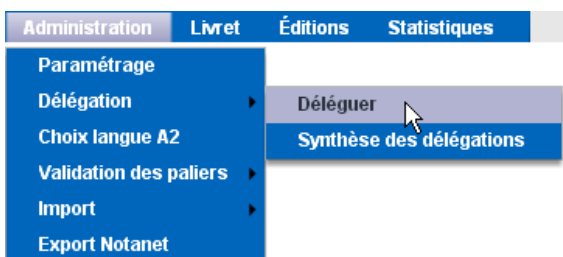 Administration Livret Éditions Statistiques
Paramétrage
Délégation
Déléguer
Choix langue A2
Synthèse des délégations
Validation des paliers
Import
Export Notanet